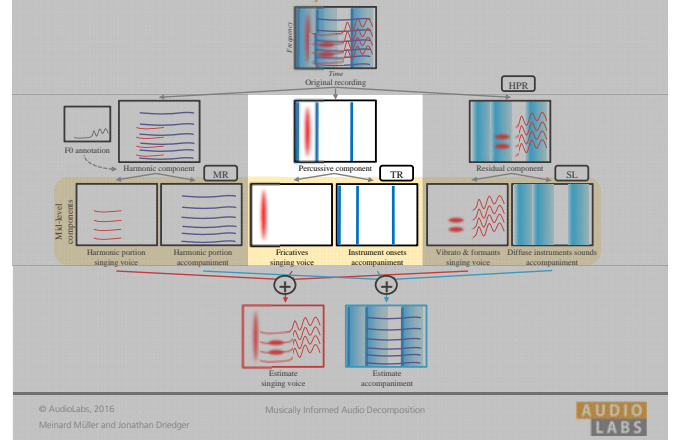 Frequency
Time
Original recording
HPR
F0 annotation
Harmonic component
MR
Percussive component
TR
Residual component
SL
Mid-level
components
Harmonic portion
singing voice
Harmonic portion
accompaniment
Fricatives
singing voice
Instrument onsets
accompaniment
Vibrato & formants
singing voice
Diffuse instruments sounds
accompaniment
+
+
Estimate
singing voice
Estimate
accompaniment
© AudioLabs, 2016
Meinard Müller and Jonathan Driedger
Musically Informed Audio Decomposition
AUDIO
LABS